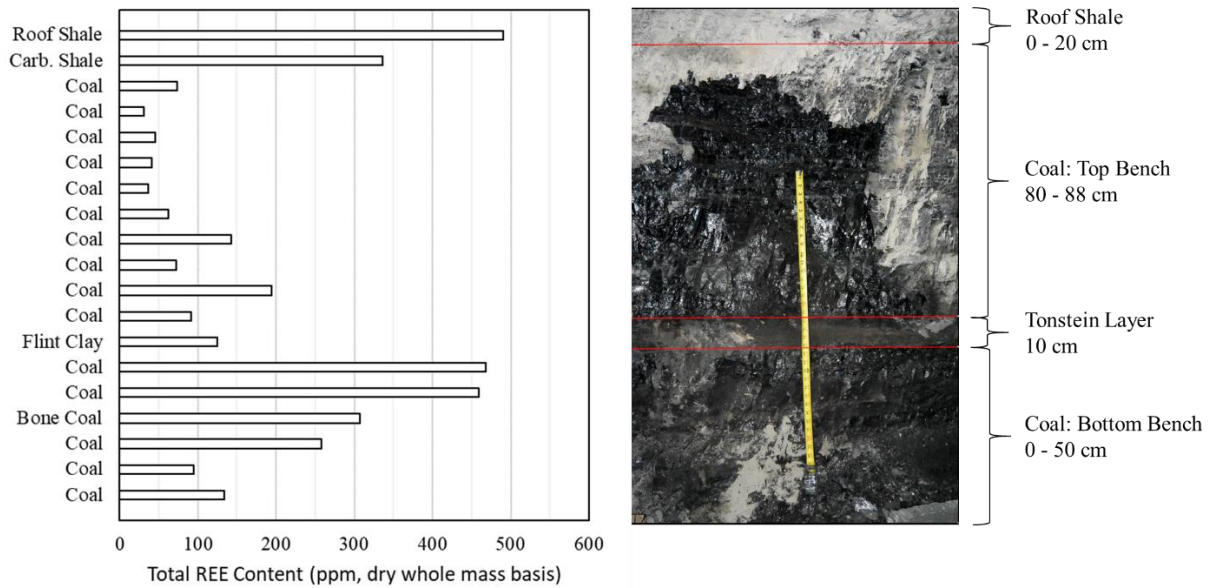 Roof Shale
Carb. Shale
Coal
Coal
Coal
Coal
Coal
Coal
Coal
Coal
Coal
Coal
Flint Clay
Coal
Coal
Bone Coal
Coal
Coal
Coal
0 100 200 300 400 500 600
Total REE Content (ppm, dry whole mass basis)
Roof Shale
0 - 20 cm
Coal: Top Bench
80 - 88 cm
Tonstein Layer
10 cm
Coal: Bottom Bench
0 - 50 cm